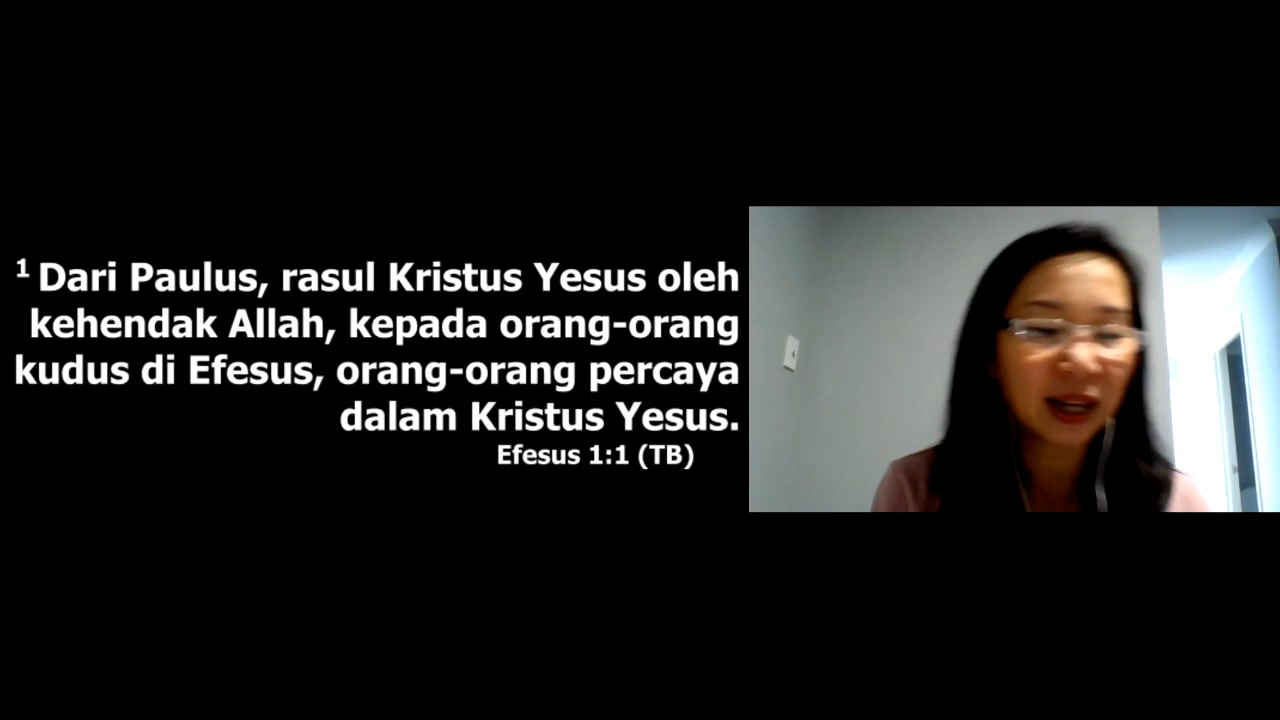 1 Dari Paulus, rasul Kristus Yesus oleh
kehendak Allah, kepada orang-orang
kudus di Efesus, orang-orang percaya
dalam Kristus Yesus.
Efesus 1:1 (TB)